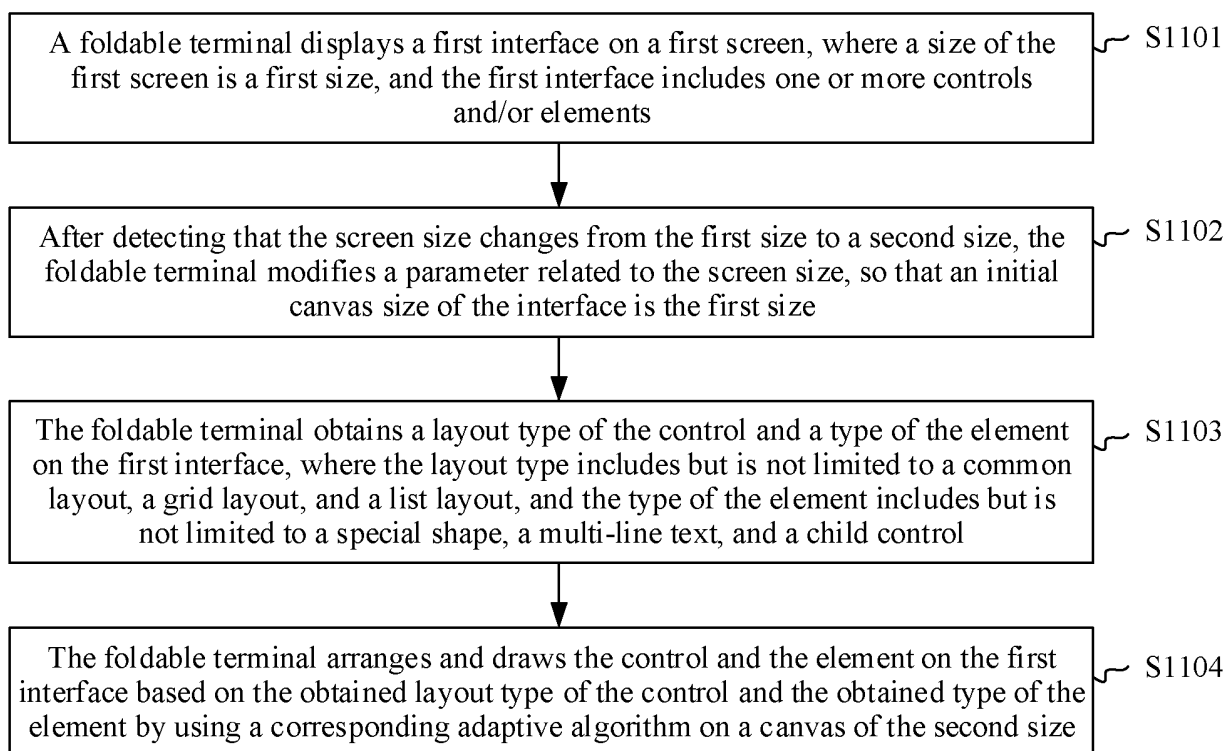 A foldable terminal displays a first interface on a first screen, where a size of the
first screen is a first size, and the first interface includes one or more controls
and/or elements
S1101
After detecting that the screen size changes from the first size to a second size, the
foldable terminal modifies a parameter related to the screen size, so that an initial
canvas size of the interface is the first size
S1102
The foldable terminal obtains a layout type of the control and a type of the element
on the first interface, where the layout type includes but is not limited to a common
layout, a grid layout, and a list layout, and the type of the element includes but is
not limited to a special shape, a multi-line text, and a child control
S1103
The foldable terminal arranges and draws the control and the element on the first
interface based on the obtained layout type of the control and the obtained type of the
element by using a corresponding adaptive algorithm on a canvas of the second size
S1104